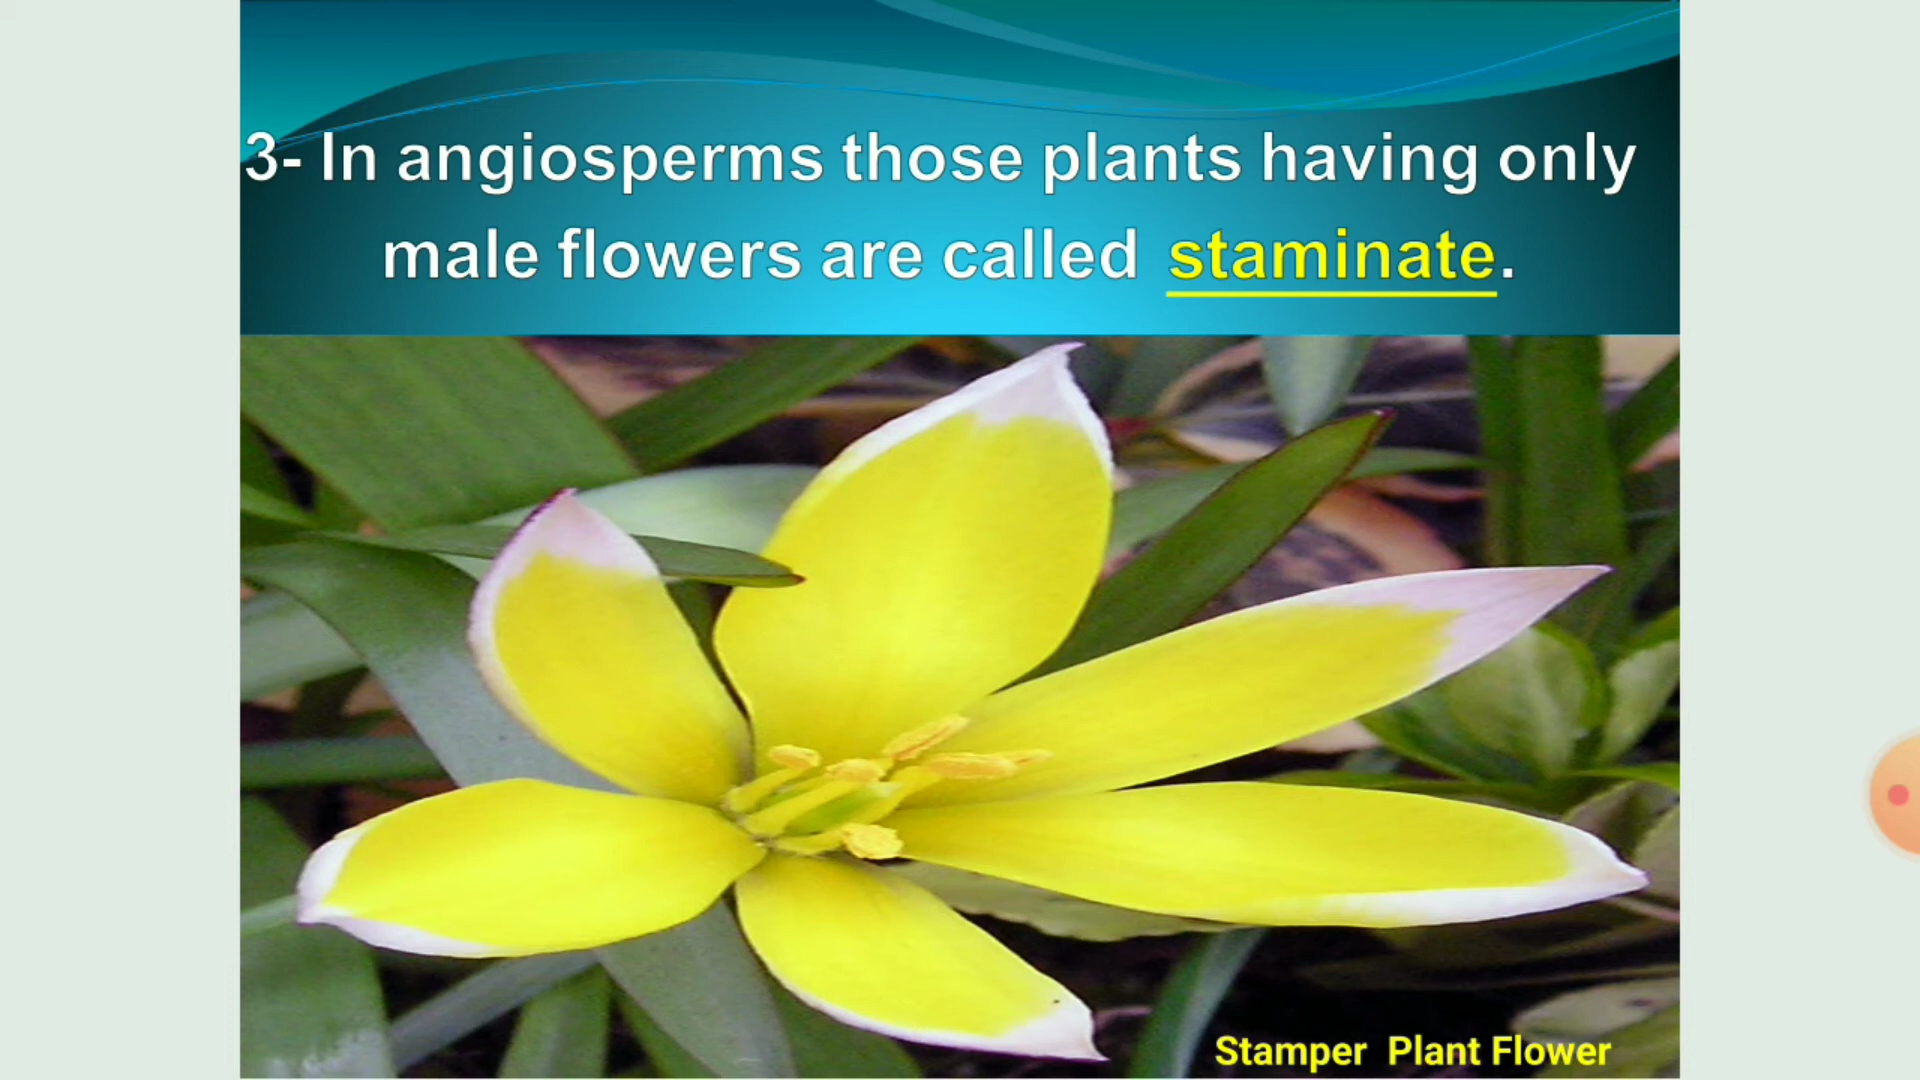 3- In angiosperms those plants having only
male flowers are called staminate.
Stamper Plant Flower